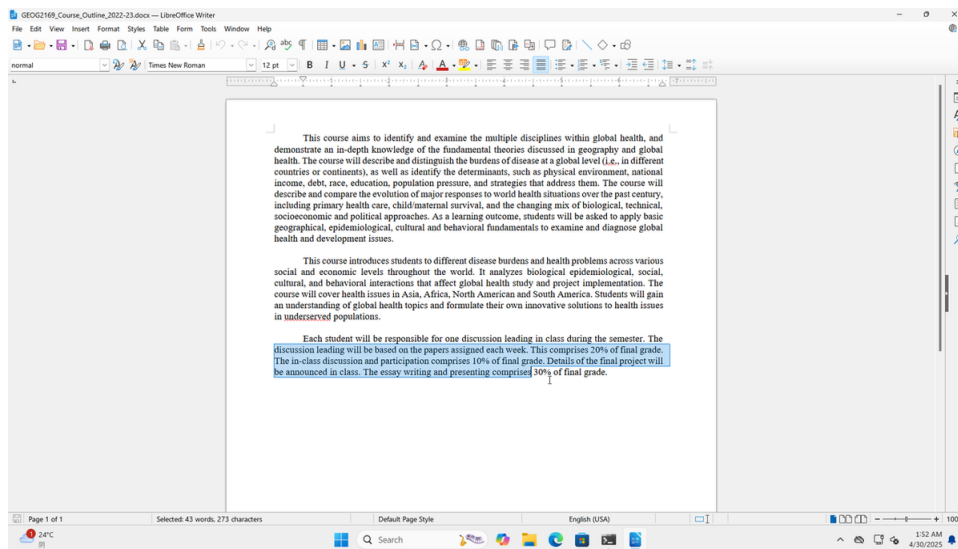 GEOG2169_Course_Outline_2022-23.docx — LibreOffice Writer
File Edit View Insert Format Styles Table Form Tools Window Help
normal
Times New Roman
12 pt
This course aims to identify and examine the multiple disciplines within global health, and
demonstrate an in-depth knowledge of the fundamental theories discussed in geography and global
health. The course will describe and distinguish the burdens of disease at a global level (i.e., in different
countries or continents), as well as identify the determinants, such as physical environment, national
income, debt, race, education, population pressure, and strategies that address them. The course will
describe and compare the evolution of major responses to world health situations over the past century,
including primary health care, child/maternal survival, and the changing mix of biological, technical,
socioeconomic and political approaches. As a learning outcome, students will be asked to apply basic
geographical, epidemiological, cultural and behavioral fundamentals to examine and diagnose global
health and development issues.
This course introduces students to different disease burdens and health problems across various
social and economic levels throughout the world. It analyzes biological epidemiological, social,
cultural, and behavioral interactions that affect global health study and project implementation. The
course will cover health issues in Asia, Africa, North American and South America. Students will gain
an understanding of global health topics and formulate their own innovative solutions to health issues
in underserved populations.
Each student will be responsible for one discussion leading in class during the semester. The
discussion leading will be based on the papers assigned each week. This comprises 20% of final grade.
The in-class discussion and participation comprises 10% of final grade. Details of the final project will
be announced in class. The essay writing and presenting comprises 30% of final grade.
Page 1 of 1
Selected: 43 words, 273 characters
Default Page Style
English (USA)
100
24°C
阴
Search
1:52 AM
4/30/2025